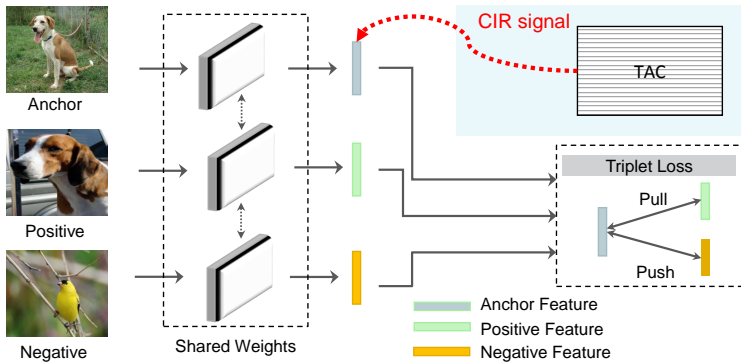 CIR signal
TAC
Anchor
Positive
Negative
Shared Weights
Triplet Loss
Pull
Push
Anchor Feature
Positive Feature
Negative Feature